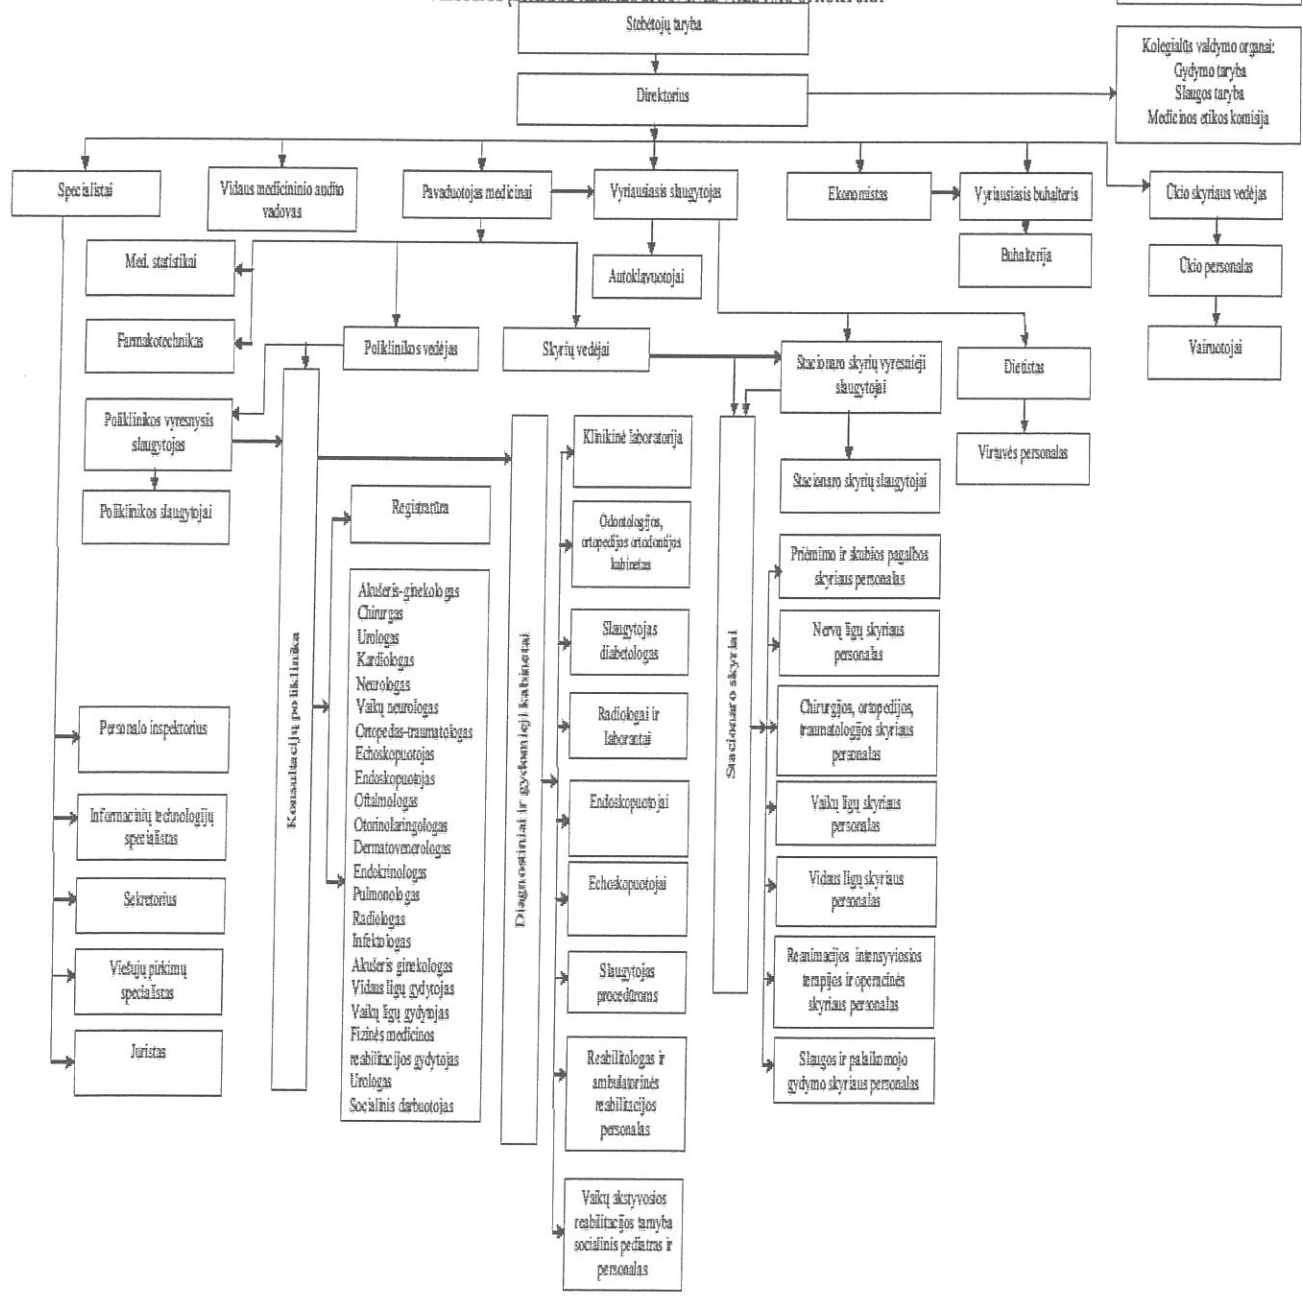 Stebėtojų taryba
Direktorius
Kolegialūs valdymo organai:
Gydymo taryba
Slaugos taryba
Medicinos etikos komisija
Specialistai
Vidaus medicininio audito
vadovas
Pavaduotojas medicinai
Vyriausiasis slaugytojas
Ekonomistas
Vyriausiasis buhalteris
Ūkio skyriaus vedėjas
Med. statistikai
Autoklavuotojai
Buhalterija
Ūkio personalas
Farmakotechnikas
Poliklinikos vedėjas
Skyrių vedėjai
Stacionaro skyrių vyresnieji
slaugytojai
Dietistas
Vairuotojai
Poliklinikos vyresnysis
slaugytojas
Poliklinikos slaugytojai
Stacionaro skyrių slaugytojai
Virtuvės personalas
Personalo inspektorius
Informacinių technologijų
specialistas
Sekretorius
Viešųjų pirkimų
specialistas
Juristas
Konsultacijų poliklinika
Registratūra
Akušeris-ginekologas
Chirurgas
Urologas
Kardiologas
Neurologas
Vaikų neurologas
Ortopedas-traumatologas
Echoskopuotojas
Endoskopuotojas
Oftalmologas
Otorinolaringologas
Dermatovenerologas
Endokrinologas
Pulmonologas
Radiologas
Infektologas
Akušeris ginekologas
Vidaus ligų gydytojas
Vaikų ligų gydytojas
Fizinės medicinos
reabilitacijos gydytojas
Urologas
Socialinis darbuotojas
Diagnostiniai ir gydomieji kabinetai
Klinikinė laboratorija
Odontologijos,
ortopedijos ortodontijos
kabinetas
Slaugytojas
diabetologas
Radiologai ir
laborantai
Endoskopuotojai
Echoskopuotojai
Slaugytojas
procedūroms
Reabilitologas ir
ambulatorinės
reabilitacijos
personalas
Vaikų akstyvosios
reabilitacijos tarnyba
socialinis pediatras ir
personalas
Stacionaro skyriai
Priėmimo ir skubios pagalbos
skyriaus personalas
Nervų ligų skyriaus
personalas
Chirurgijos, ortopedijos,
traumatologijos skyriaus
personalas
Vaikų ligų skyriaus
personalas
Vidaus ligų skyriaus
personalas
Reanimacijos intensyviosios
terapijos ir operacinės
skyriaus personalas
Slaugos ir palaikomojo
gydymo skyriaus personalas